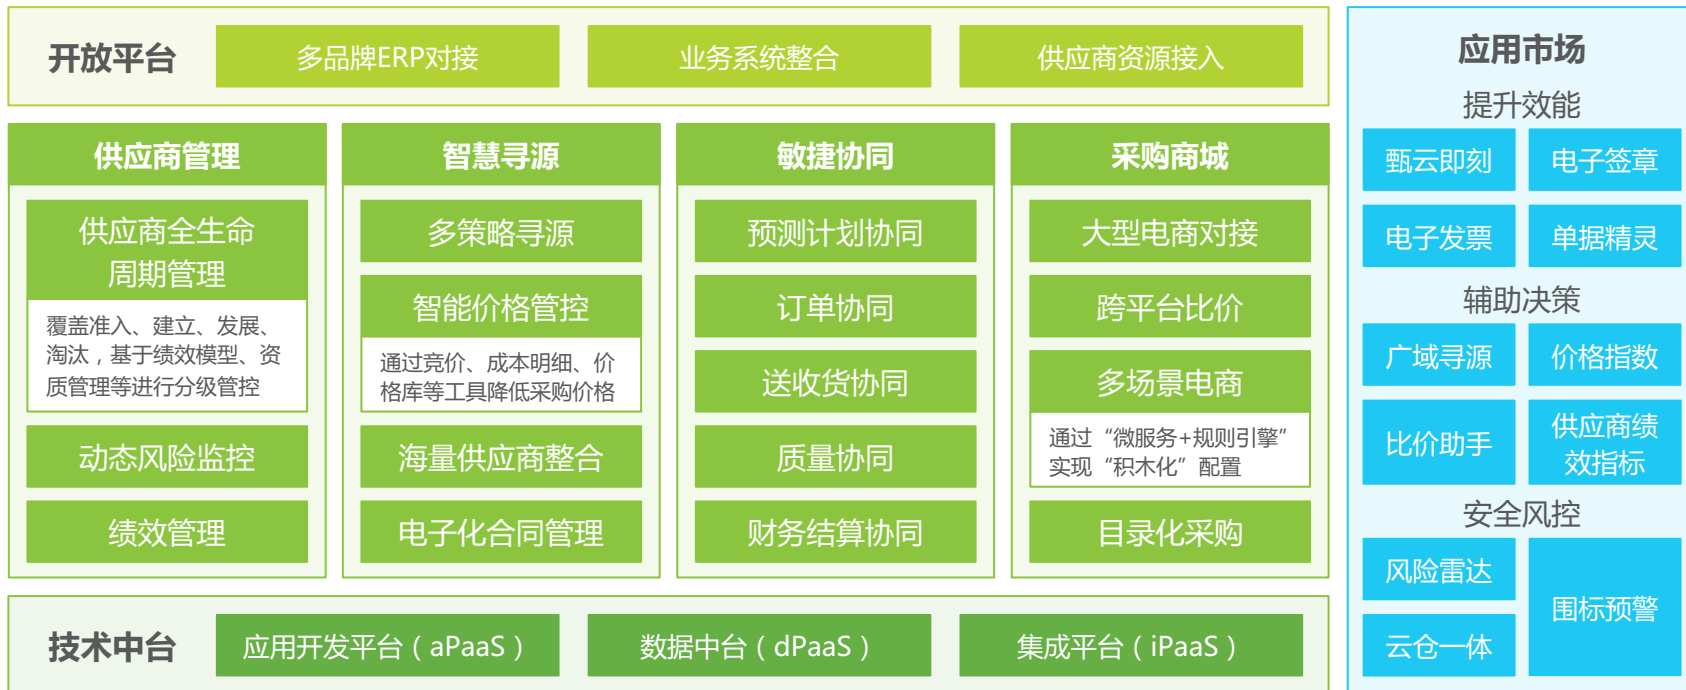 开放平台
多品牌ERP对接
业务系统整合
供应商资源接入
供应商管理
供应商全生命
周期管理
覆盖准入、建立、发展、
淘汰，基于绩效模型、资
质管理等进行分级管控
动态风险监控
绩效管理
智慧寻源
多策略寻源
智能价格管控
通过竞价、成本明细、价
格库等工具降低采购价格
海量供应商整合
电子化合同管理
敏捷协同
预测计划协同
订单协同
送收货协同
质量协同
财务结算协同
采购商城
大型电商对接
跨平台比价
多场景电商
通过“微服务+规则引擎”
实现“积木化”配置
目录化采购
技术中台
应用开发平台（aPaaS）
数据中台（dPaaS）
集成平台（iPaaS）
应用市场
提升效能
甄云即刻
电子签章
电子发票
单据精灵
辅助决策
广域寻源
价格指数
比价助手
供应商绩
效指标
安全风控
风险雷达
围标预警
云仓一体